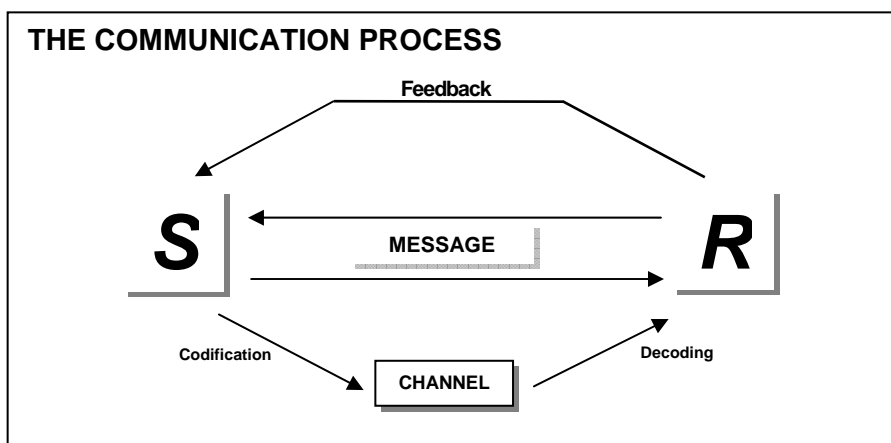 THE COMMUNICATION PROCESS
Feedback
S
MESSAGE
R
Codification
Decoding
CHANNEL